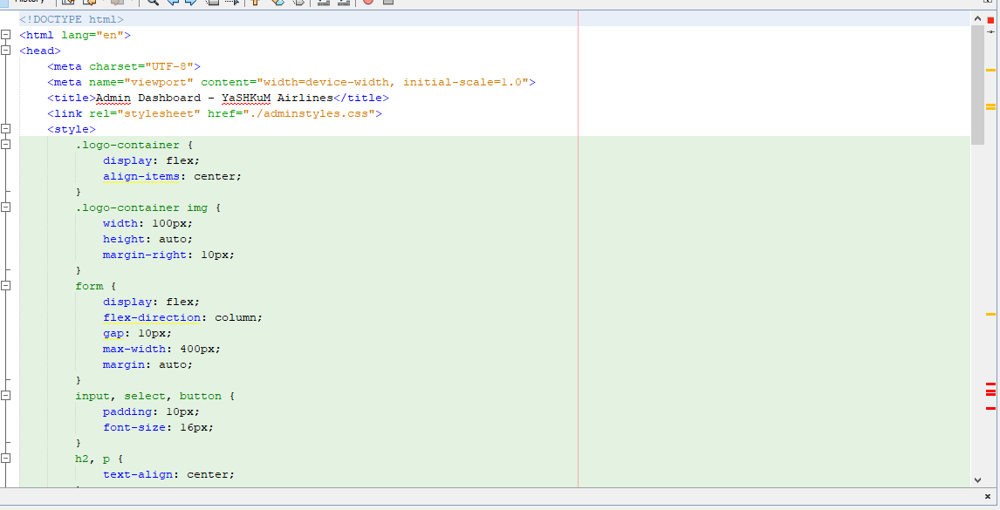 History
<!DOCTYPE html>
<html lang="en">
<head>
    <meta charset="UTF-8">
    <meta name="viewport" content="width=device-width, initial-scale=1.0">
    <title>Admin Dashboard - YaSHKuM Airlines</title>
    <link rel="stylesheet" href="./adminstyles.css">
    <style>
        .logo-container {
            display: flex;
            align-items: center;
        }
        .logo-container img {
            width: 100px;
            height: auto;
            margin-right: 10px;
        }
        form {
            display: flex;
            flex-direction: column;
            gap: 10px;
            max-width: 400px;
            margin: auto;
        }
        input, select, button {
            padding: 10px;
            font-size: 16px;
        }
        h2, p {
            text-align: center;